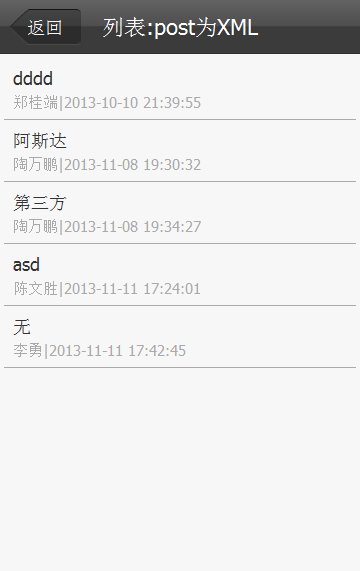 返回
列表:post为XML
dddd
郑桂端|2013-10-10 21:39:55
阿斯达
陶万鹏|2013-11-08 19:30:32
第三方
陶万鹏|2013-11-08 19:34:27
asd
陈文胜|2013-11-11 17:24:01
无
李勇|2013-11-11 17:42:45